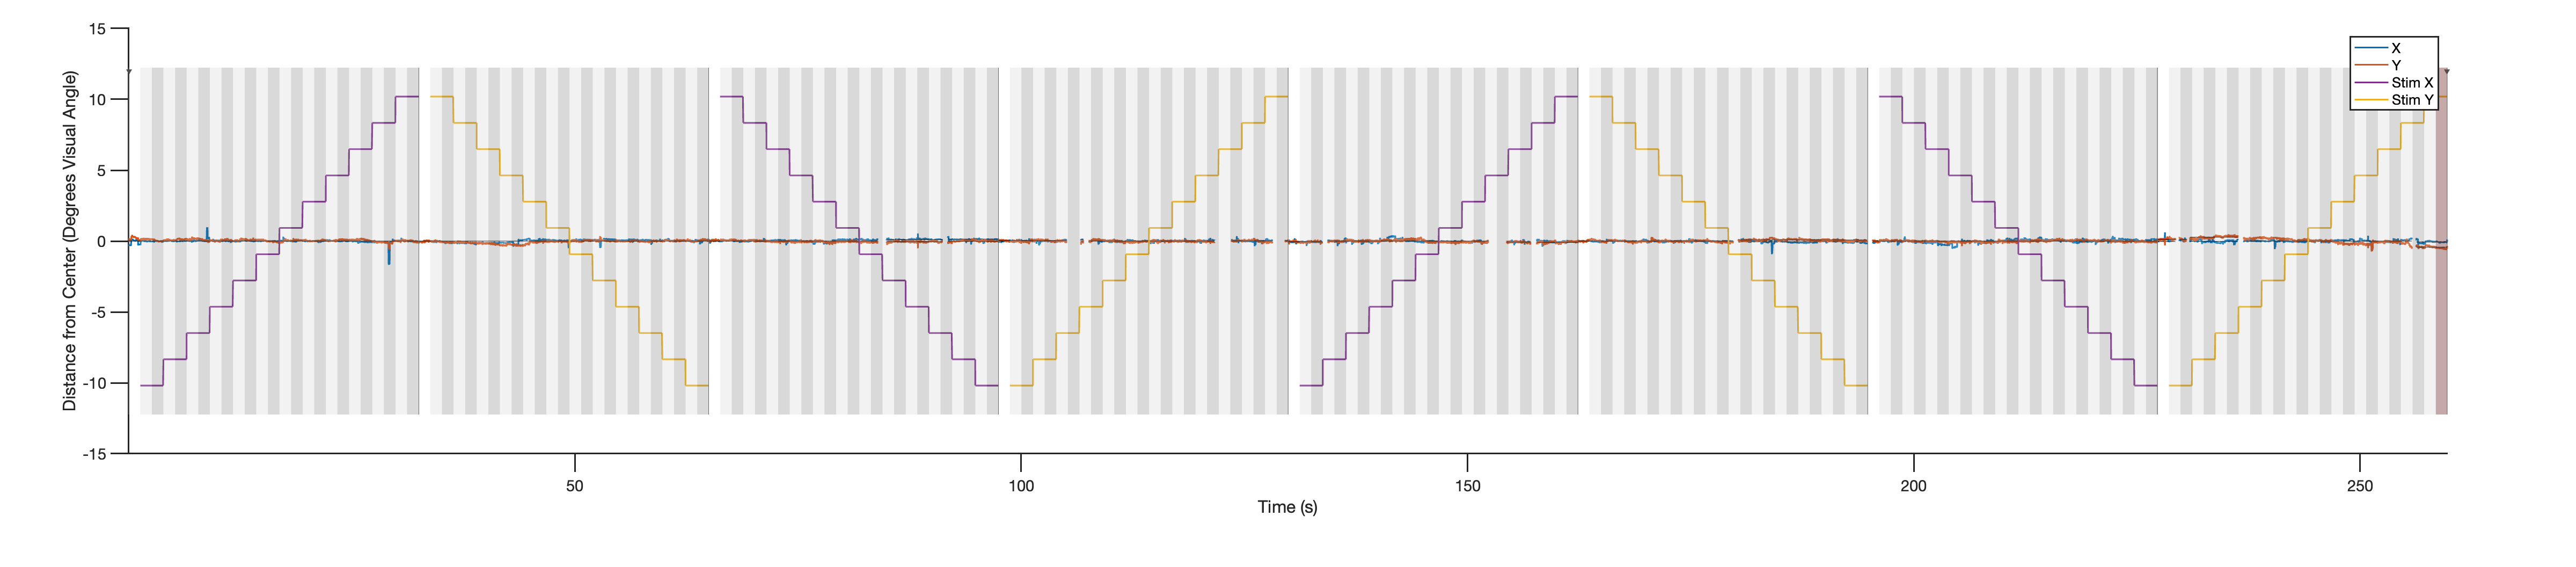 15
10
5
0
-5
-10
-15
Distance from Center (Degrees Visual Angle)
X
Y
Stim X
Stim Y
50
100
150
200
250
Time (s)